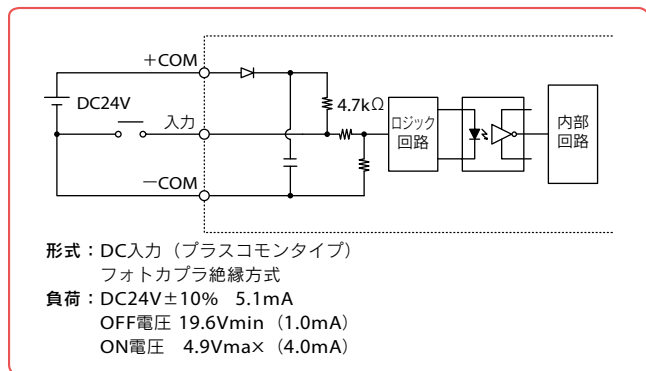 +COM
DC24V
4.7kΩ
入力
ロジック
回路
内部
回路
−COM
形式：DC入力（プラスコモンタイプ）
フォトカプラ絶縁方式
負荷：DC24V±10% 5.1mA
OFF電圧 19.6Vmin（1.0mA）
ON電圧 4.9Vma×（4.0mA）